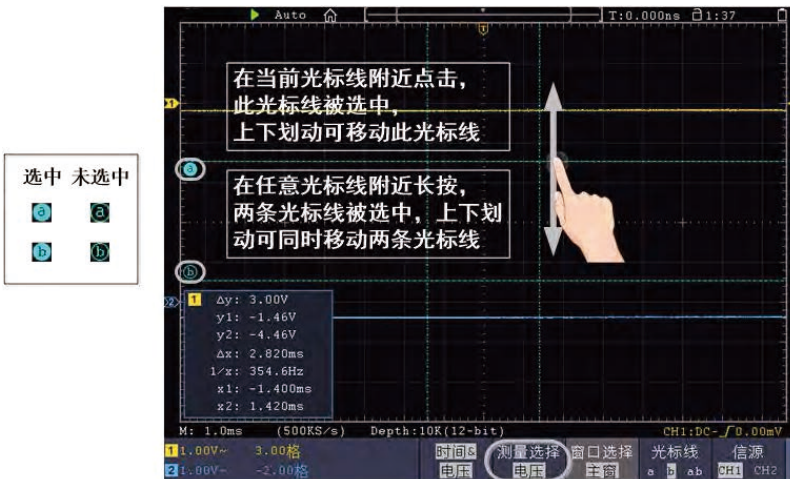 选中 未选中
a a
b b
Auto T:0.000ns 1:37
T
在当前光标线附近点击，
此光标线被选中，
上下划动可移动此光标线
1
a
在任意光标线附近长按，
两条光标线被选中，上下划
动可同时移动两条光标线
b
2
1 Δy: 3.00V
y1: -1.46V
y2: -4.46V
Δx: 2.820ms
1/x: 354.6Hz
x1: -1.400ms
x2: 1.420ms
M: 1.0ms (500KS/s) Depth:10K(12-bit) CH1:DC- 0.00mV
1 1.00V~ 3.00格 时间& 测量选择 窗口选择 光标线 信源
2 1.00V~ -2.00格 电压 电压 主窗 a b ab CH1 CH2